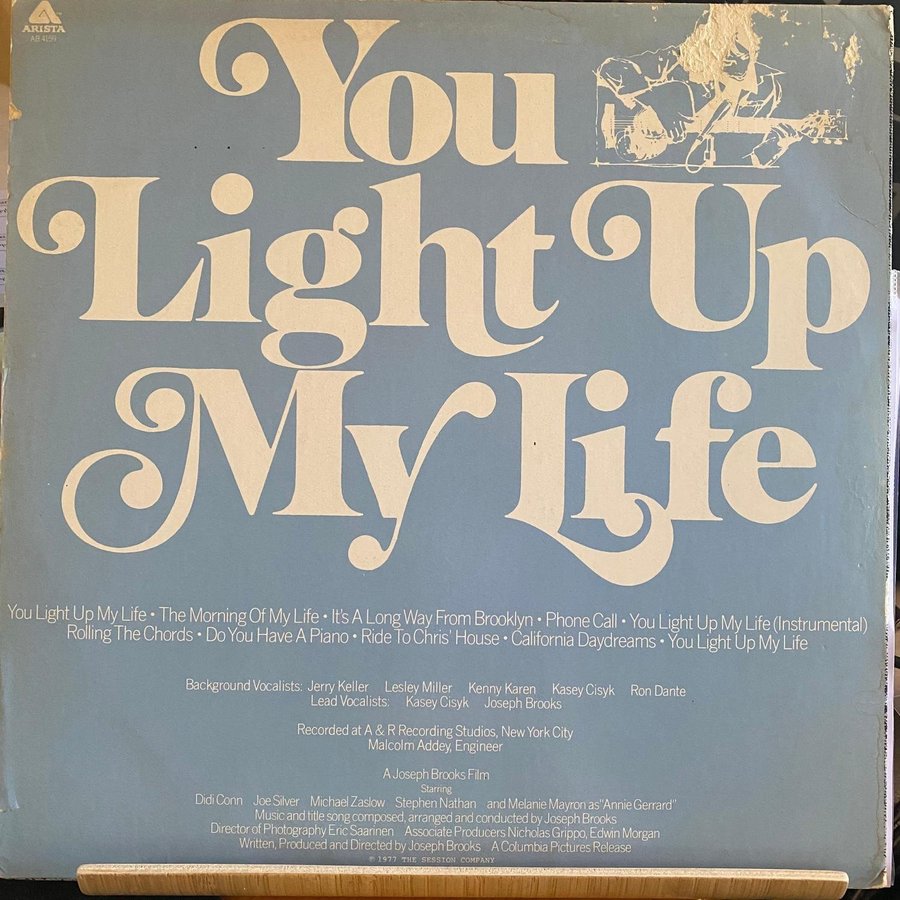 ARISTA
AB 4159
You
Light Up
My Life
You Light Up My Life • The Morning Of My Life • It's A Long Way From Brooklyn • Phone Call • You Light Up My Life (Instrumental)
Rolling The Chords • Do You Have A Piano • Ride To Chris' House • California Daydreams • You Light Up My Life
Background Vocalists: Jerry Keller Lesley Miller Kenny Karen Kasey Cisyk Ron Dante
Lead Vocalists: Kasey Cisyk Joseph Brooks
Recorded at A & R Recording Studios, New York City
Malcolm Addey, Engineer
A Joseph Brooks Film
Starring
Didi Conn Joe Silver Michael Zaslow Stephen Nathan and Melanie Mayron as "Annie Gerrard"
Music and title song composed, arranged and conducted by Joseph Brooks
Director of Photography Eric Saarinen Associate Producers Nicholas Grippo, Edwin Morgan
Written, Produced and Directed by Joseph Brooks A Columbia Pictures Release
℗ 1977 THE SESSION COMPANY